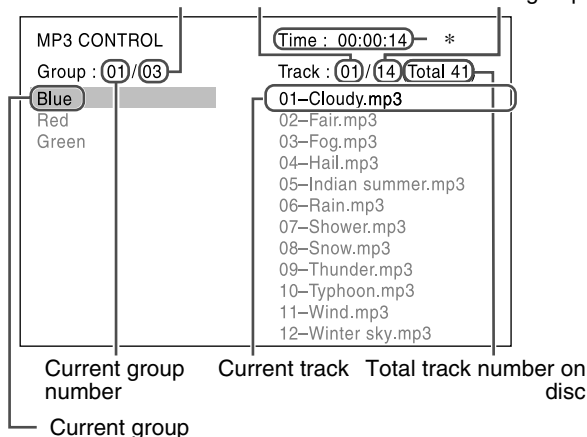 MP3 CONTROL
Time : 00:00:14 *
Group : 01/03
Track : 01/14 Total 41
Blue
Red
Green
01–Cloudy.mp3
02–Fair.mp3
03–Fog.mp3
04–Hail.mp3
05–Indian summer.mp3
06–Rain.mp3
07–Shower.mp3
08–Snow.mp3
09–Thunder.mp3
10–Typhoon.mp3
11–Wind.mp3
12–Winter sky.mp3
Current group
number
Current track
Total track number on
disc
Current group